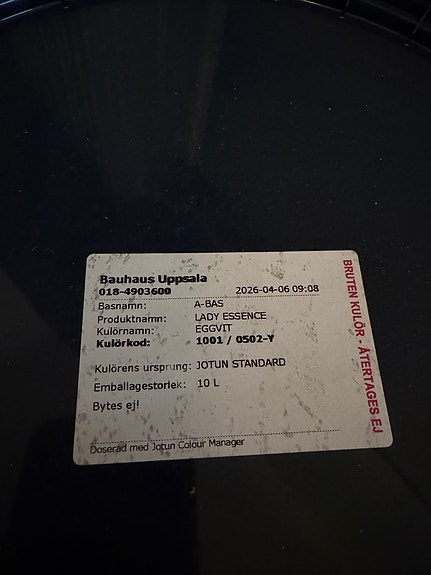 Bauhaus Uppsala
018-4903600 2026-04-06 09:08
Basnamn: A-BAS
Produktnamn: LADY ESSENCE
Kulörnamn: EGGVIT
Kulörkod: 1001 / 0502-Y
Kulörens ursprung: JOTUN STANDARD
Emballagestorlek: 10 L
Bytes ej!
Doserad med Jotun Colour Manager
BRUTEN KULÖR - ÅTERTAGES EJ